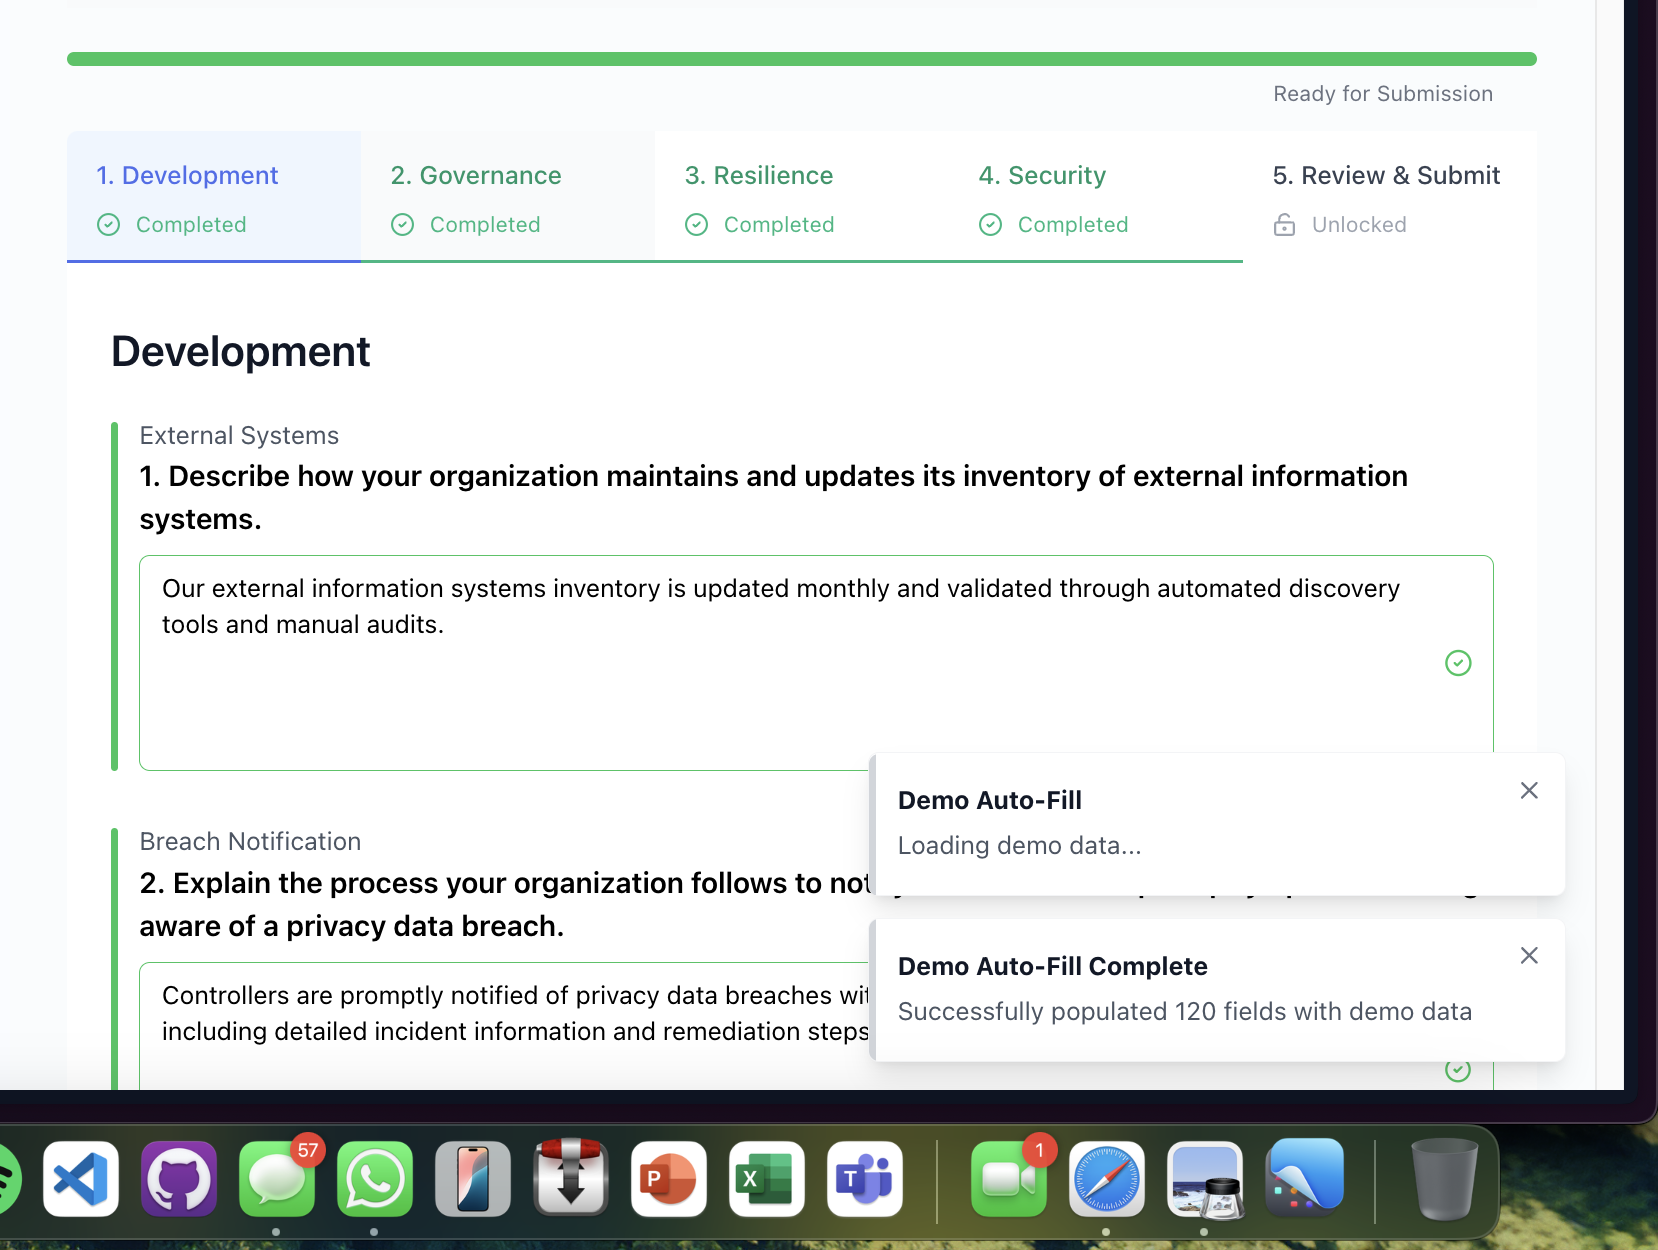 Ready for Submission
1. Development
Completed
2. Governance
Completed
3. Resilience
Completed
4. Security
Completed
5. Review & Submit
Unlocked
Development
External Systems
1. Describe how your organization maintains and updates its inventory of external information
systems.
Our external information systems inventory is updated monthly and validated through automated discovery
tools and manual audits.
Breach Notification
2. Explain the process your organization follows to
aware of a privacy data breach.
Controllers are promptly notified of privacy data breaches
including detailed incident information and remediation steps
Demo Auto-Fill
Loading demo data...
Demo Auto-Fill Complete
Successfully populated 120 fields with demo data
57
P
X
T
1